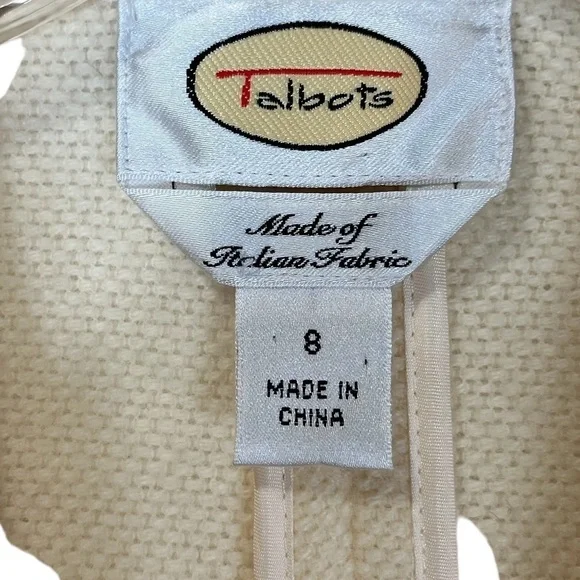 Talbots
Made of
Italian Fabric
8
MADE IN
CHINA